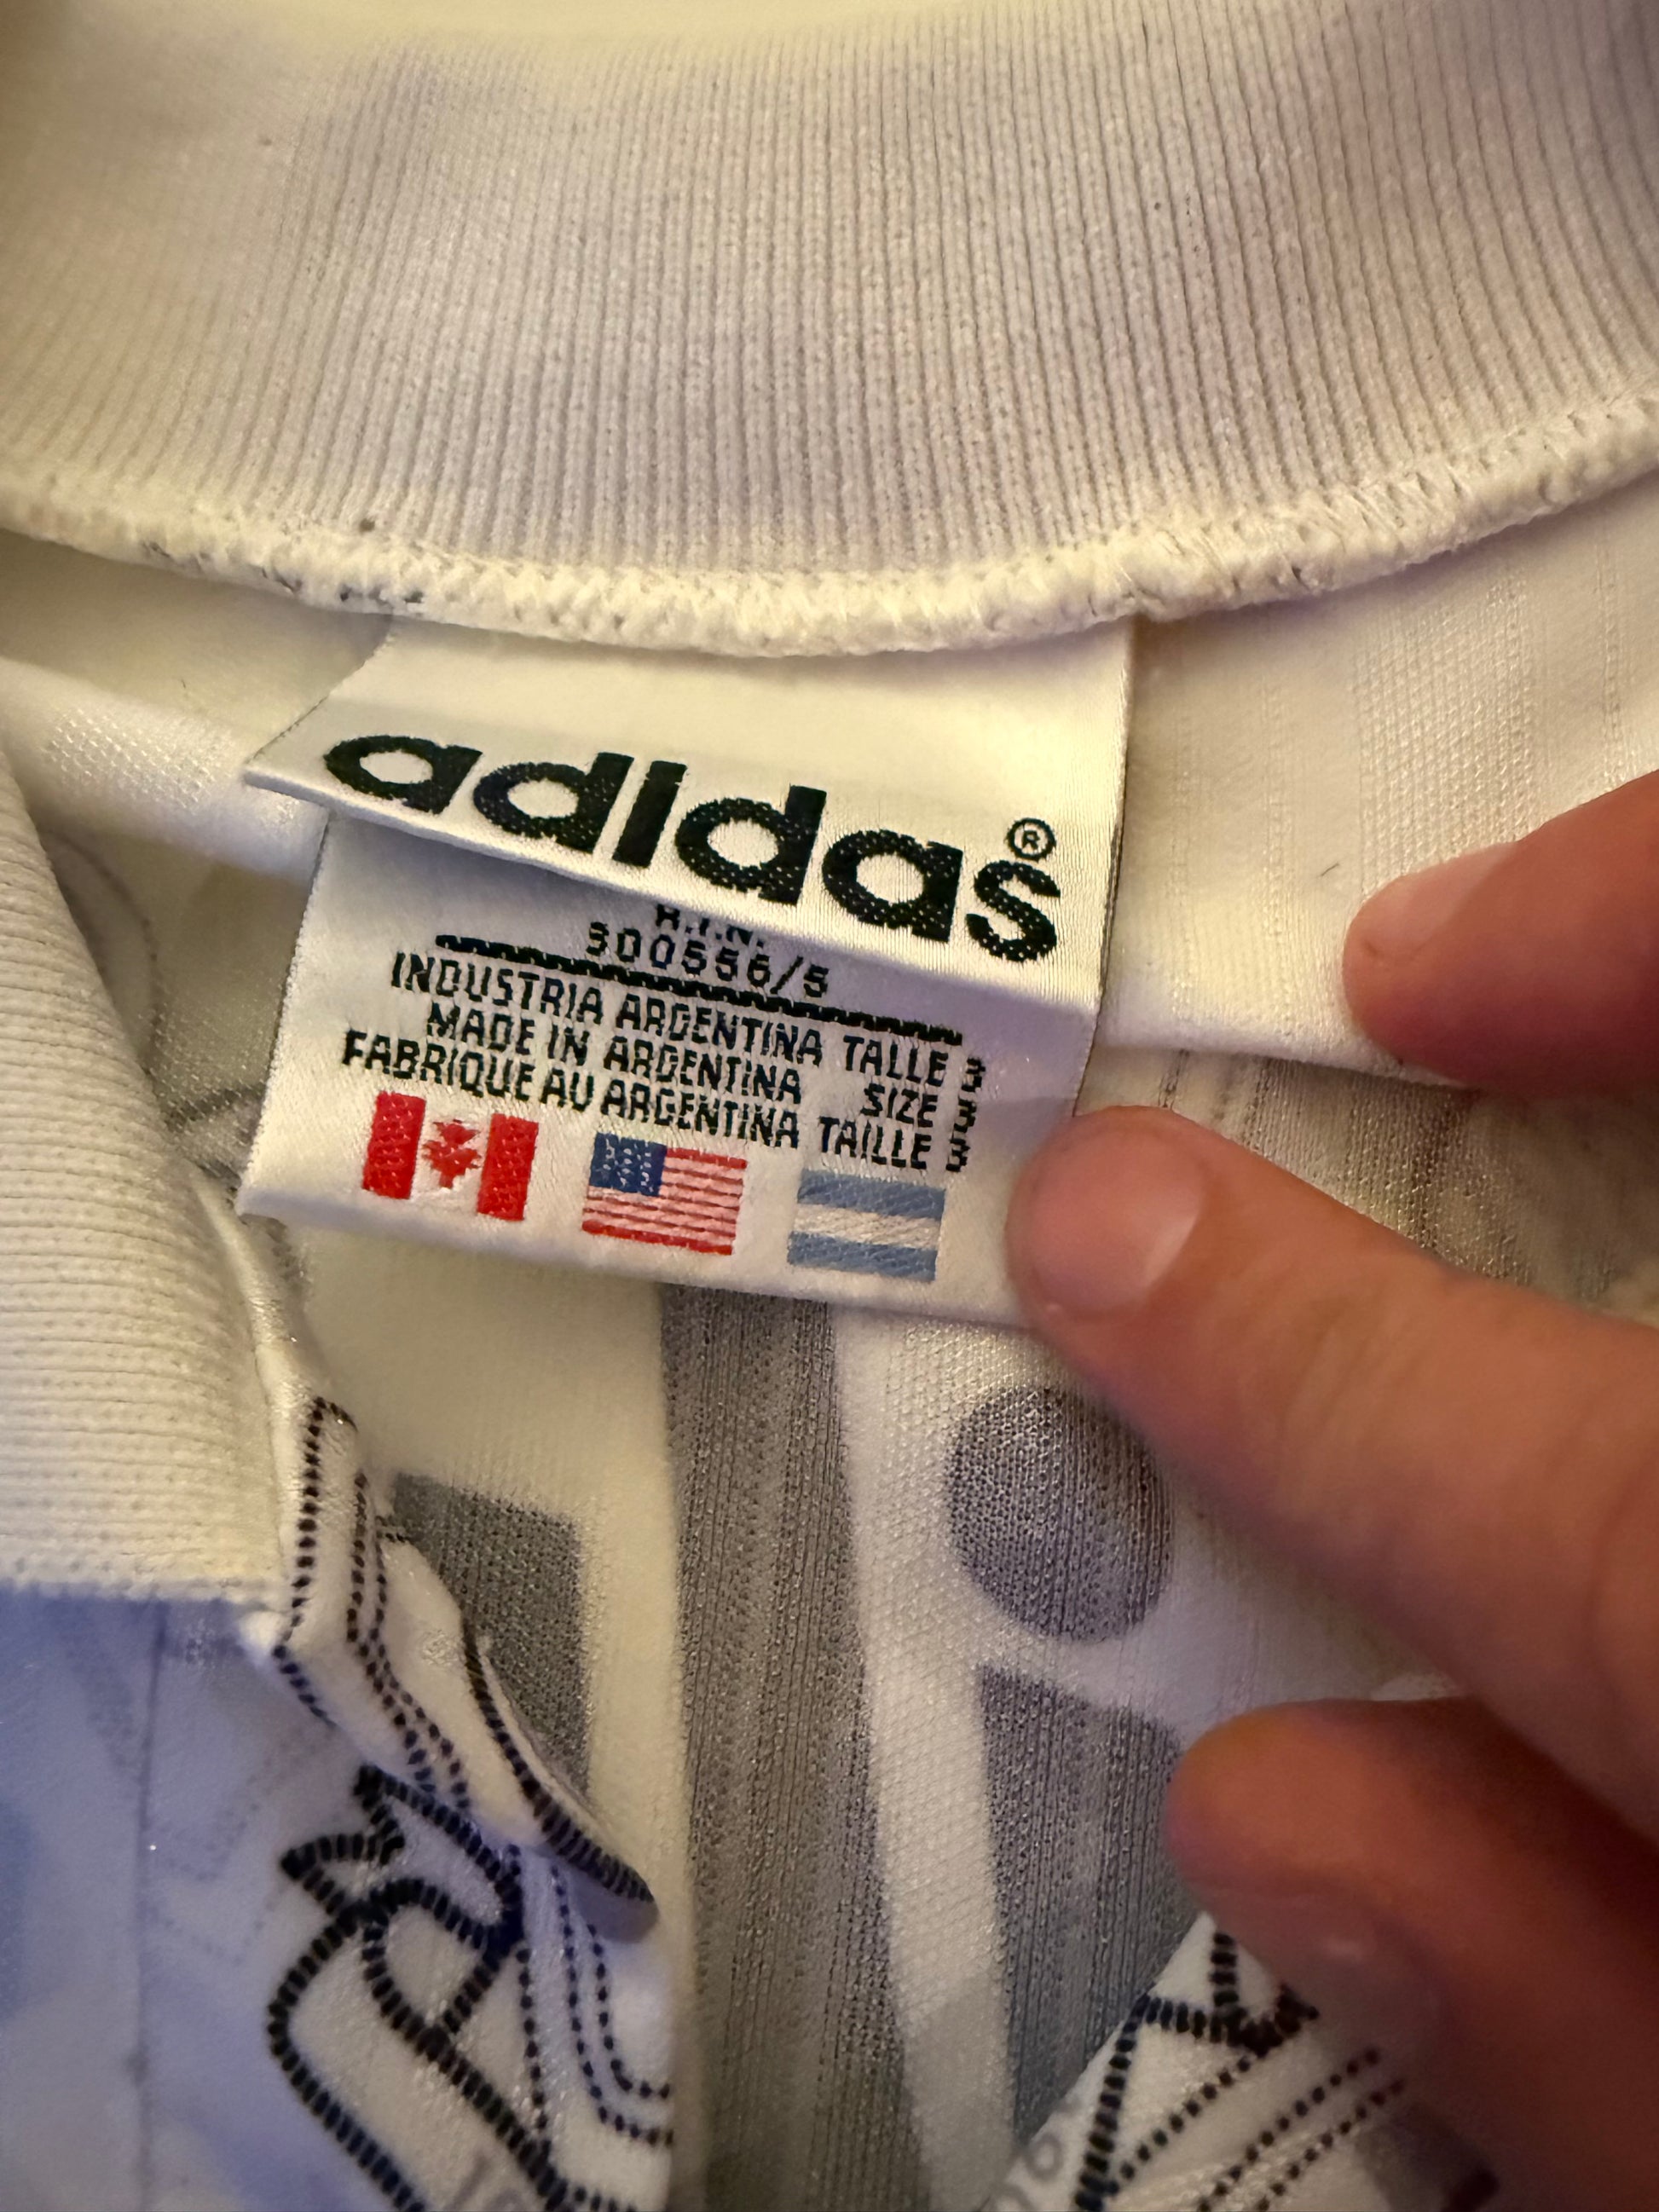 adidas®
R.I.N.
300556/5
INDUSTRIA ARGENTINA TALLE 3
MADE IN ARGENTINA SIZE 3
FABRIQUE AU ARGENTINA TAILLE 3